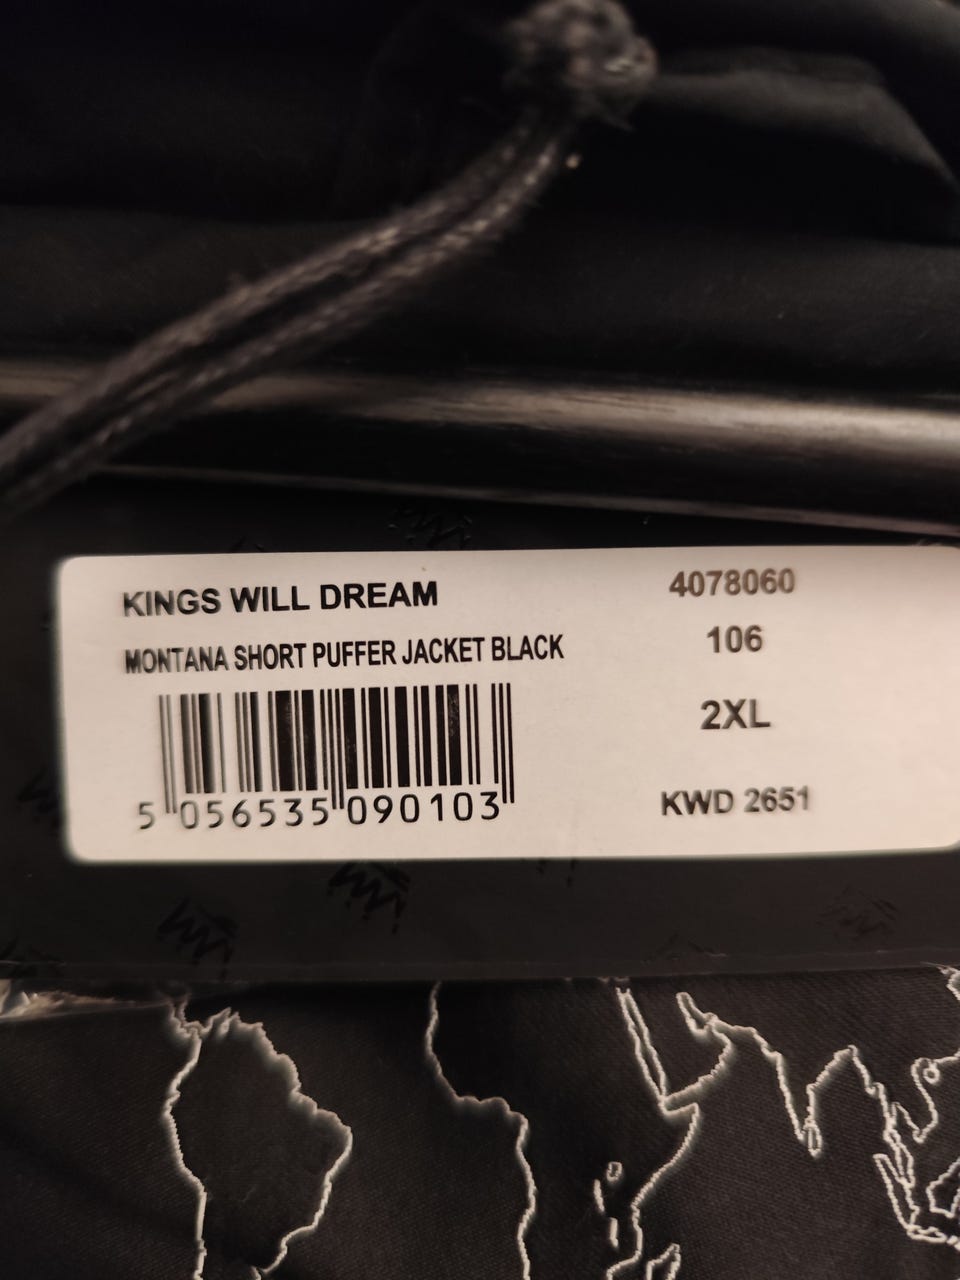 KINGS WILL DREAM
4078060
MONTANA SHORT PUFFER JACKET BLACK
106
2XL
5 056535 090103
KWD 2651